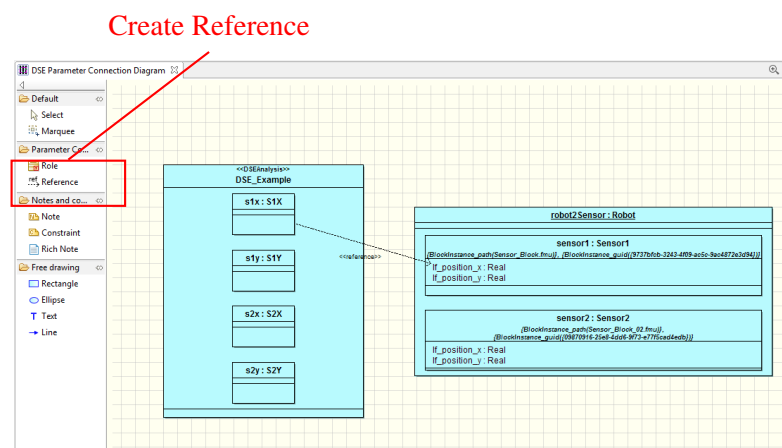 Create Reference
DSE Parameter Connection Diagram
Default
Select
Marquee
Parameter Co...
Role
Reference
Notes and co...
Note
Constraint
Rich Note
Free drawing
Rectangle
Ellipse
T Text
Line
<<DSEAnalysis>>
DSE_Example
s1x : S1X
s1y : S1Y
s2x : S2X
s2y : S2Y
<<reference>>
robot2Sensor : Robot
sensor1 : Sensor1
{BlockInstance_path(Sensor_Block.fmu)}, {BlockInstance_guid({9737bfcb-3243-4f09-ac5c-9ac4872e3d94})}
lf_position_x : Real
lf_position_y : Real
sensor2 : Sensor2
{BlockInstance_path(Sensor_Block_02.fmu)},
{BlockInstance_guid({09870916-25e8-4dd6-9f73-e77f5cad4edb})}
lf_position_x : Real
lf_position_y : Real